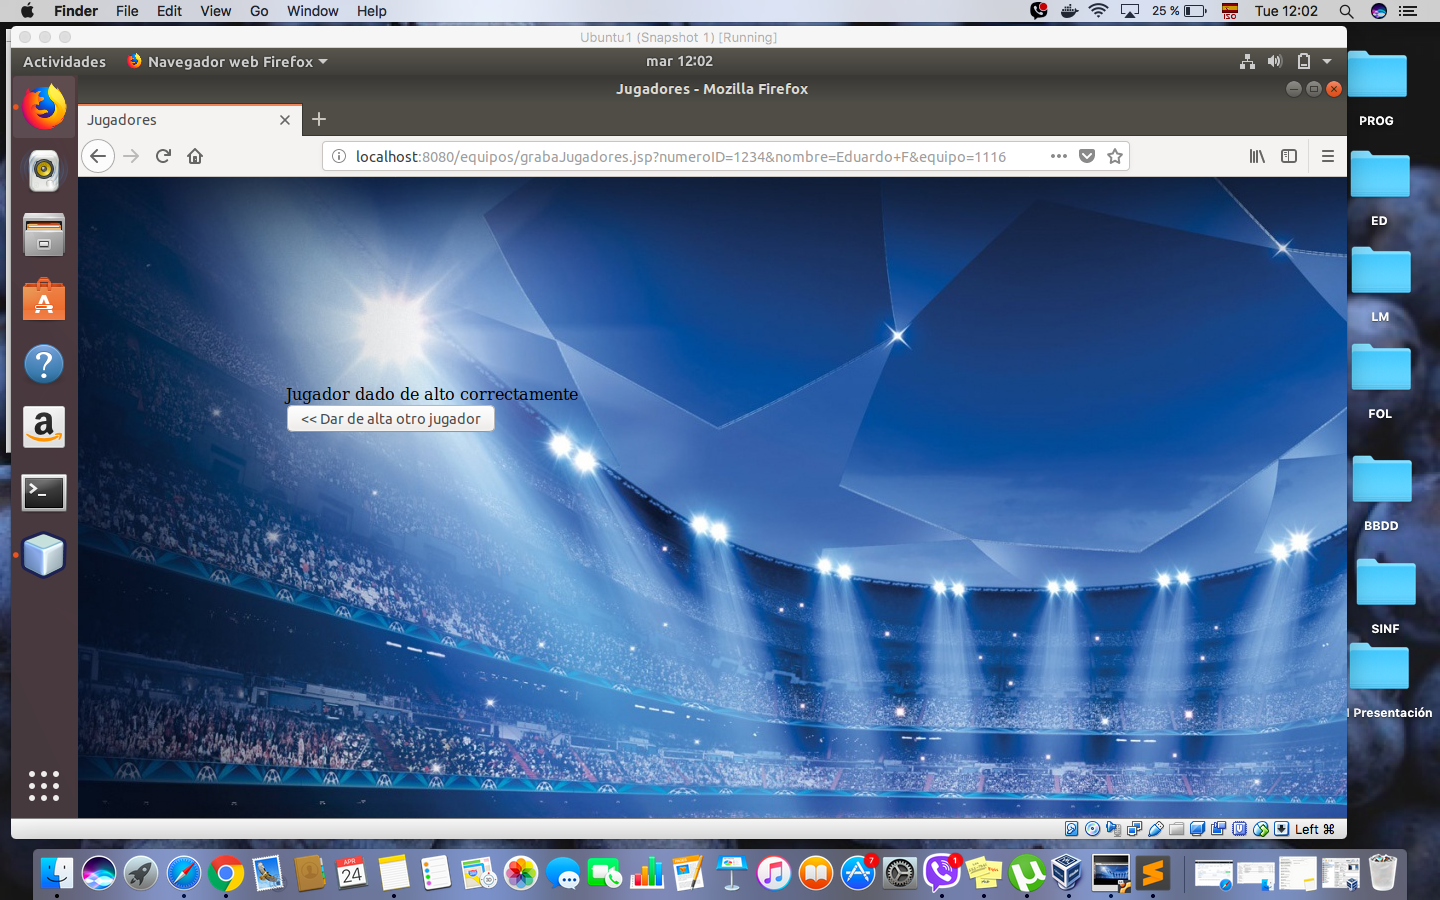 Finder File Edit View Go Window Help 25 % ISO Tue 12:02
Ubuntu1 (Snapshot 1) [Running]
Actividades Navegador web Firefox mar 12:02
Jugadores - Mozilla Firefox
Jugadores
localhost:8080/equipos/grabaJugadores.jsp?numeroID=1234&nombre=Eduardo+F&equipo=1116
Jugador dado de alto correctamente
<< Dar de alta otro jugador
PROG
ED
LM
FOL
BBDD
SINF
l Presentación
Left ⌘
APR
24
7
1